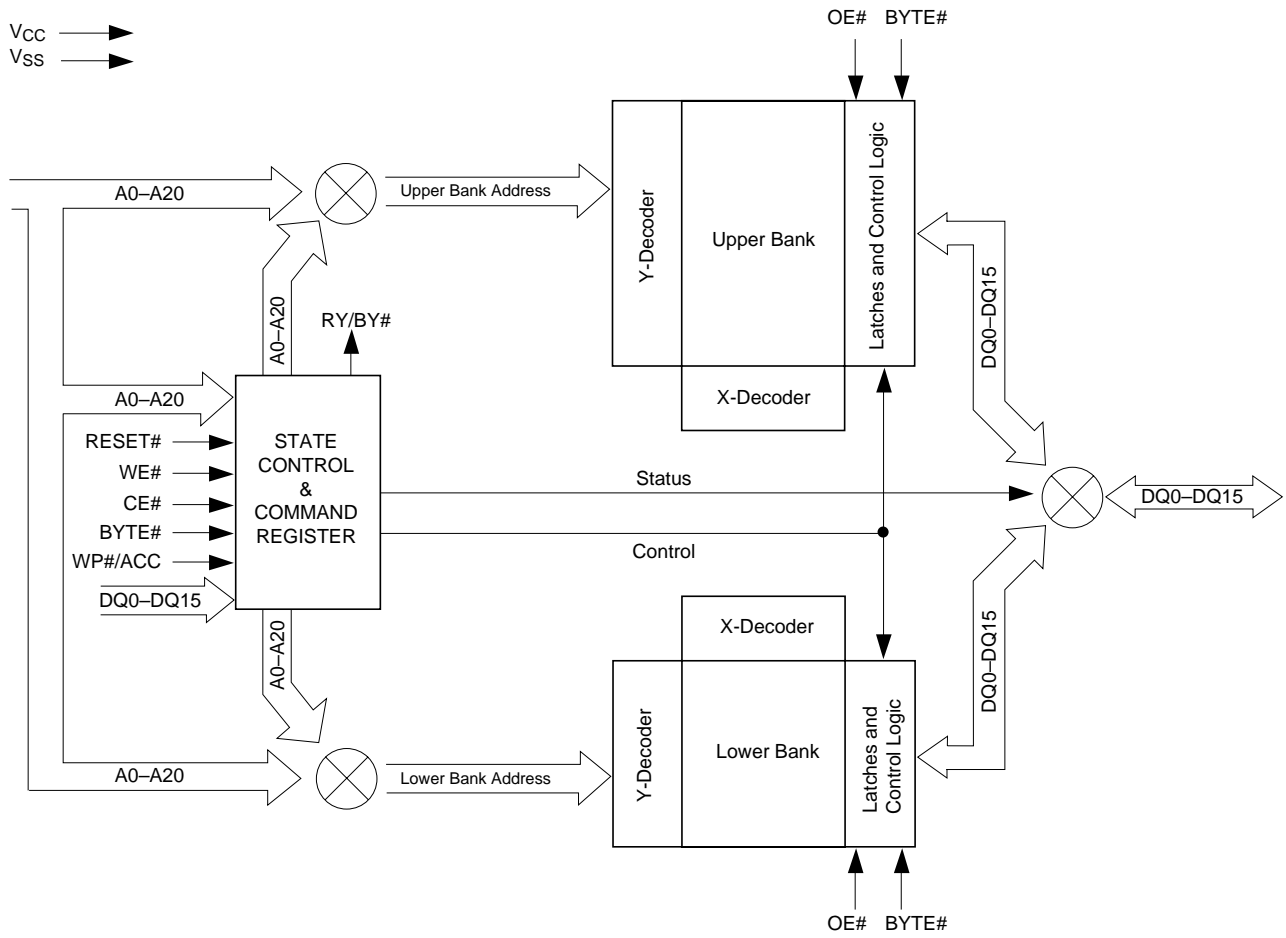 VCC
VSS
OE# BYTE#
A0–A20
Upper Bank Address
Y-Decoder
Upper Bank
Latches and Control Logic
X-Decoder
DQ0–DQ15
A0–A20
RY/BY#
A0–A20
RESET#
WE#
CE#
BYTE#
WP#/ACC
DQ0–DQ15
STATE
CONTROL
&
COMMAND
REGISTER
Status
Control
DQ0–DQ15
A0–A20
X-Decoder
Y-Decoder
Lower Bank
Latches and
Control Logic
DQ0–DQ15
A0–A20
Lower Bank Address
OE# BYTE#